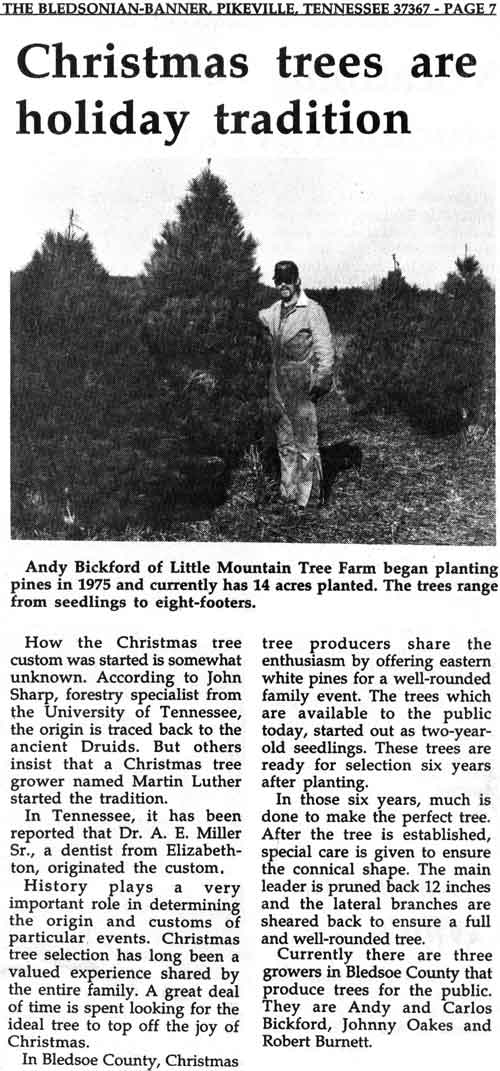 THE BLEDSONIAN-BANNER, PIKEVILLE, TENNESSEE 37367 - PAGE 7
Christmas trees are
holiday tradition
Andy Bickford of Little Mountain Tree Farm began planting
pines in 1975 and currently has 14 acres planted. The trees range
from seedlings to eight-footers.
How the Christmas tree
custom was started is somewhat
unknown. According to John
Sharp, forestry specialist from
the University of Tennessee,
the origin is traced back to the
ancient Druids. But others
insist that a Christmas tree
grower named Martin Luther
started the tradition.
In Tennessee, it has been
reported that Dr. A. E. Miller
Sr., a dentist from Elizabeth-
ton, originated the custom.
History plays a very
important role in determining
the origin and customs of
particular events. Christmas
tree selection has long been a
valued experience shared by
the entire family. A great deal
of time is spent looking for the
ideal tree to top off the joy of
Christmas.
In Bledsoe County, Christmas
tree producers share the
enthusiasm by offering eastern
white pines for a well-rounded
family event. The trees which
are available to the public
today, started out as two-year-
old seedlings. These trees are
ready for selection six years
after planting.
In those six years, much is
done to make the perfect tree.
After the tree is established,
special care is given to ensure
the connical shape. The main
leader is pruned back 12 inches
and the lateral branches are
sheared back to ensure a full
and well-rounded tree.
Currently there are three
growers in Bledsoe County that
produce trees for the public.
They are Andy and Carlos
Bickford, Johnny Oakes and
Robert Burnett.